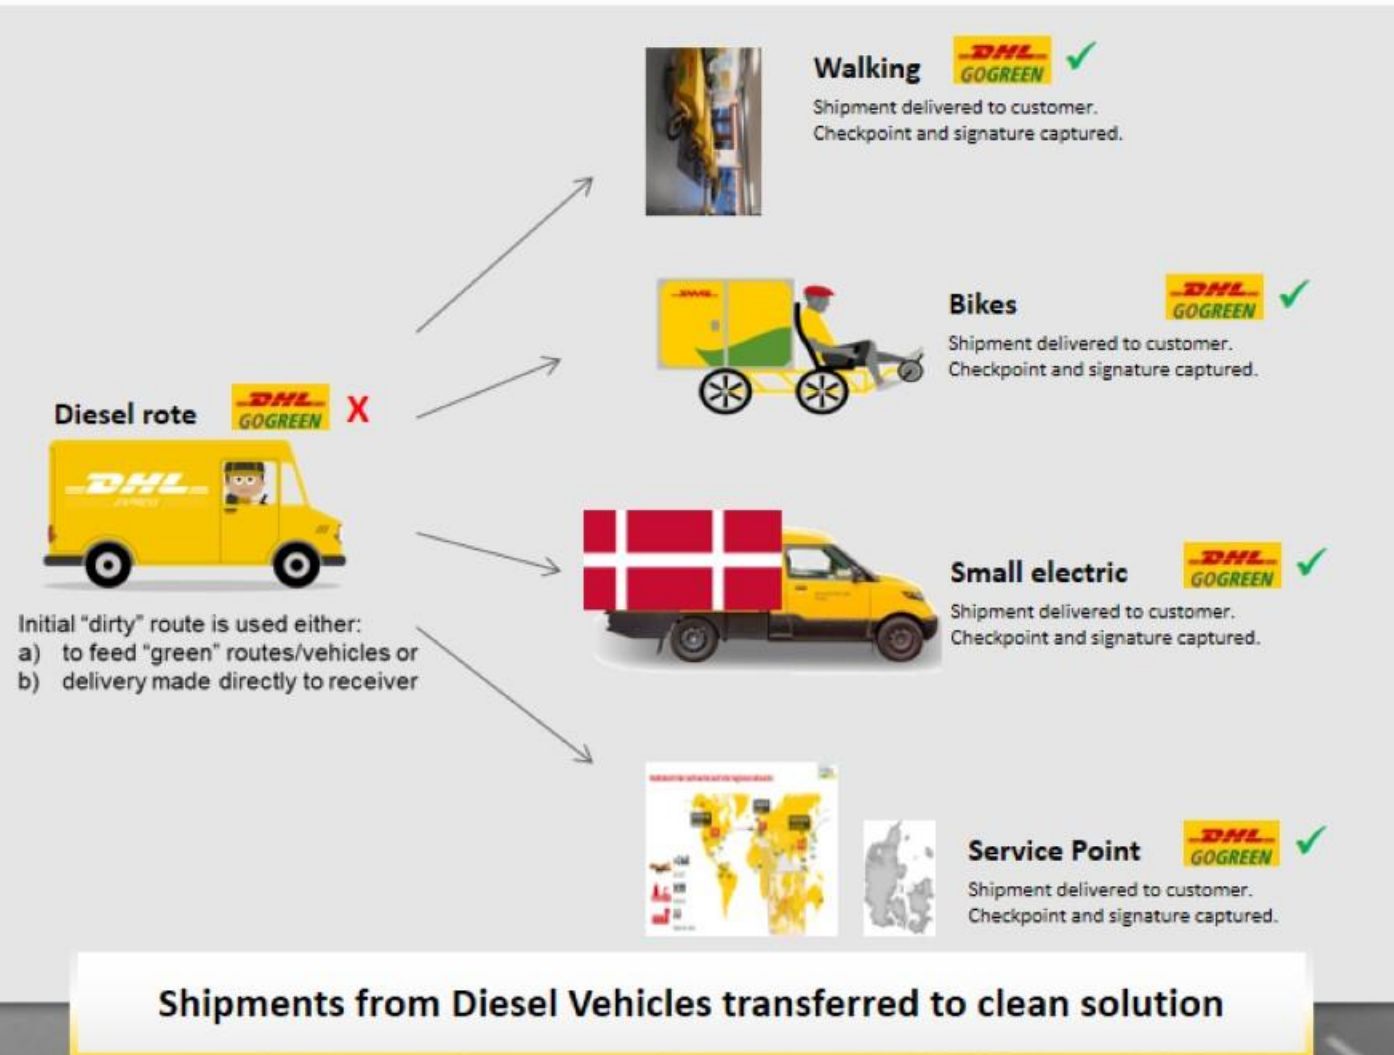 Walking
DHL
GOGREEN
Shipment delivered to customer.
Checkpoint and signature captured.
DHL
Bikes
DHL
GOGREEN
Shipment delivered to customer.
Checkpoint and signature captured.
Diesel rote
DHL
GOGREEN
X
DHL
EXPRESS
Initial “dirty” route is used either:
a) to feed “green” routes/vehicles or
b) delivery made directly to receiver
Small electric
DHL
GOGREEN
Shipment delivered to customer.
Checkpoint and signature captured.
Service Point
DHL
GOGREEN
Shipment delivered to customer.
Checkpoint and signature captured.
Shipments from Diesel Vehicles transferred to clean solution